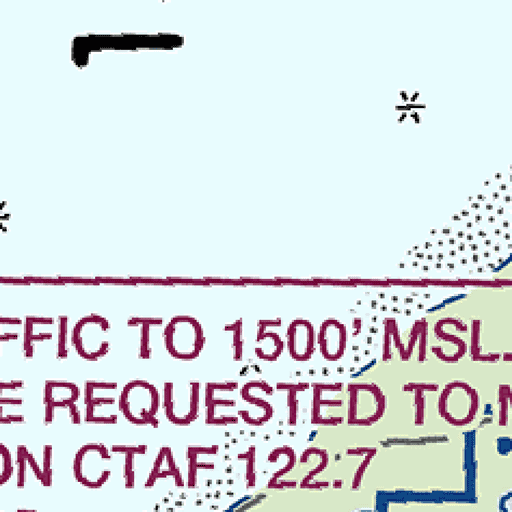 FFIC TO 1500' MSL.
E REQUESTED TO
ON CTAF 122.7